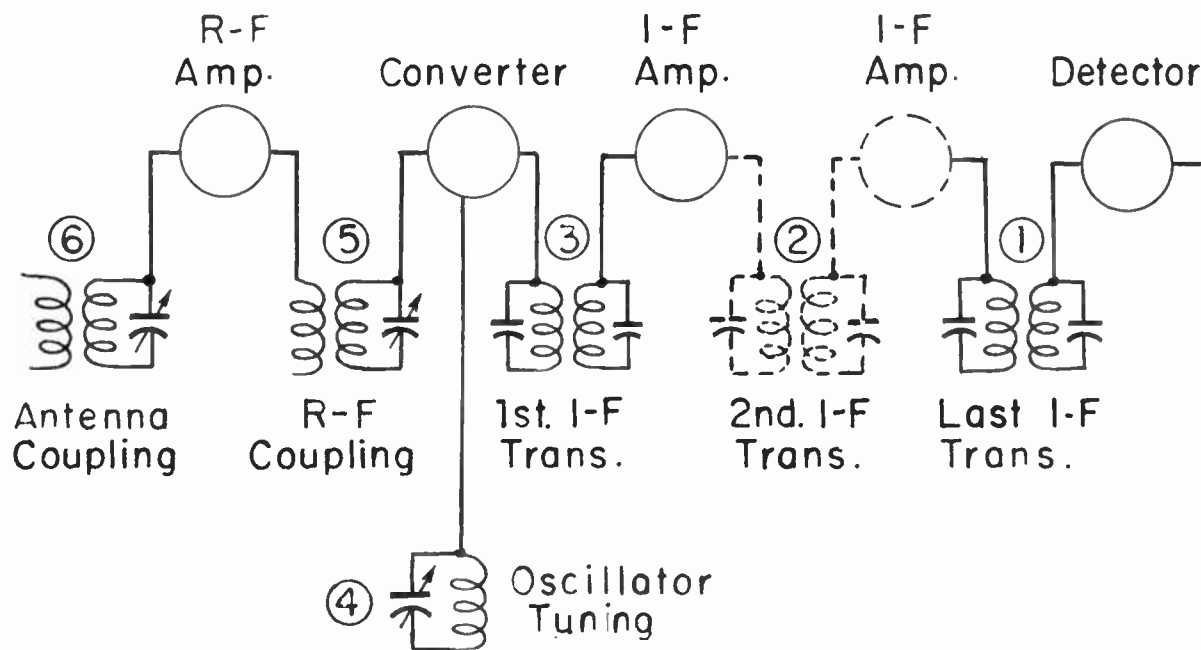 R-F
Amp.
Converter
I-F
Amp.
I-F
Amp.
Detector
6
5
3
2
1
Antenna
Coupling
R-F
Coupling
1st. I-F
Trans.
2nd. I-F
Trans.
Last I-F
Trans.
4
Oscillator
Tuning